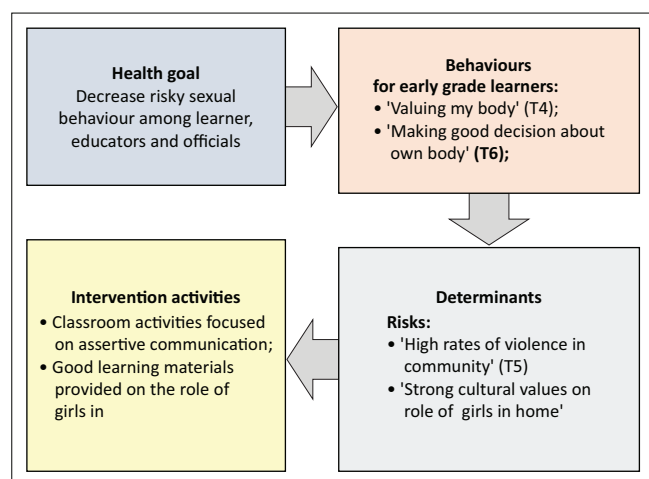 Health goal
Decrease risky sexual
behaviour among learner,
educators and officials
Behaviours
for early grade learners:
• 'Valuing my body' (T4);
• 'Making good decision about
own body' (T6);
Determinants
Risks:
• 'High rates of violence in
community' (T5)
• 'Strong cultural values on
role of girls in home'
Intervention activities
• Classroom activities focused
on assertive communication;
• Good learning materials
provided on the role of
girls in